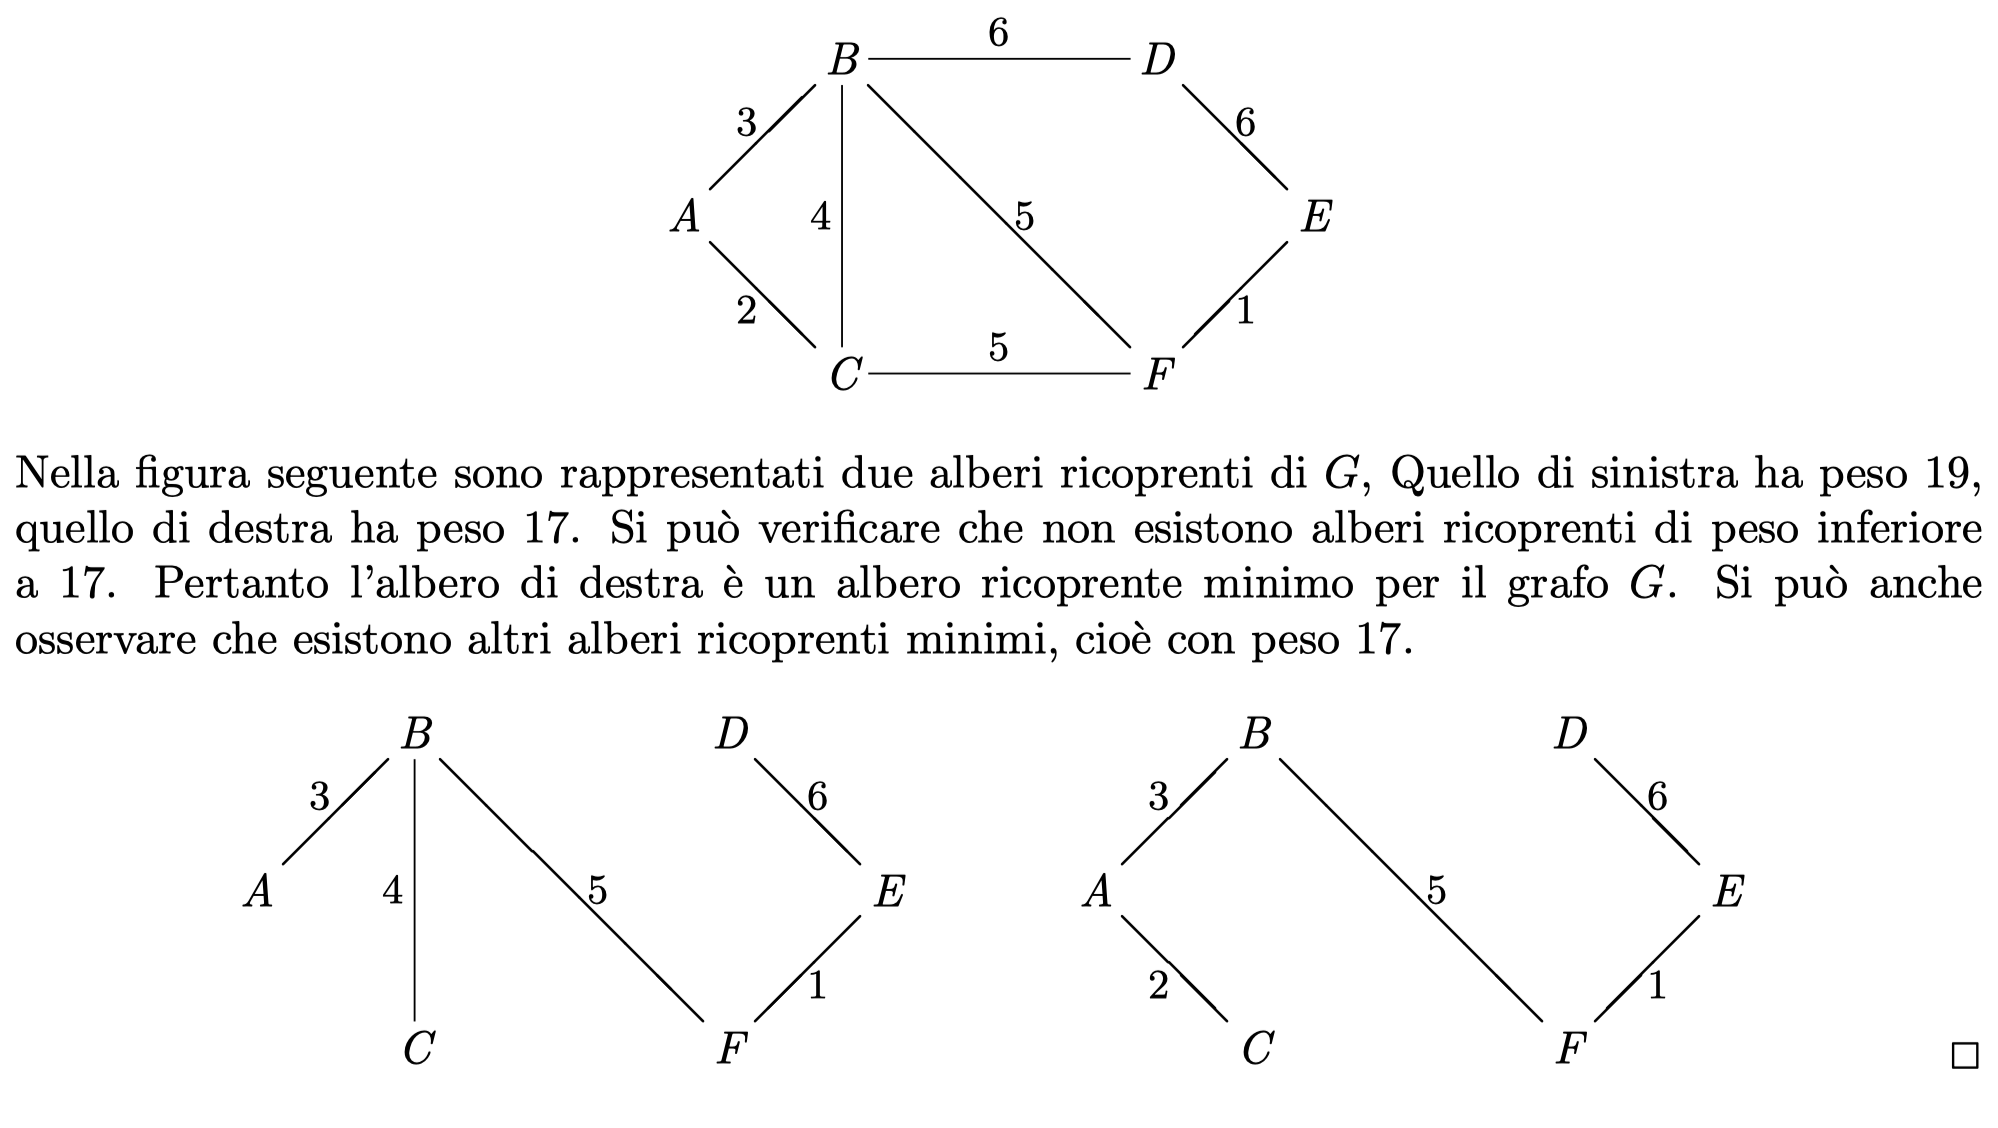 6
B D
3 6
A 4 5 E
2 1
5
C F
Nella figura seguente sono rappresentati due alberi ricoprenti di G, Quello di sinistra ha peso 19,
quello di destra ha peso 17. Si può verificare che non esistono alberi ricoprenti di peso inferiore
a 17. Pertanto l'albero di destra è un albero ricoprente minimo per il grafo G. Si può anche
osservare che esistono altri alberi ricoprenti minimi, cioè con peso 17.
B D B D
3 6 3 6
A 4 5 E A 5 E
1 2 1
C F C F □